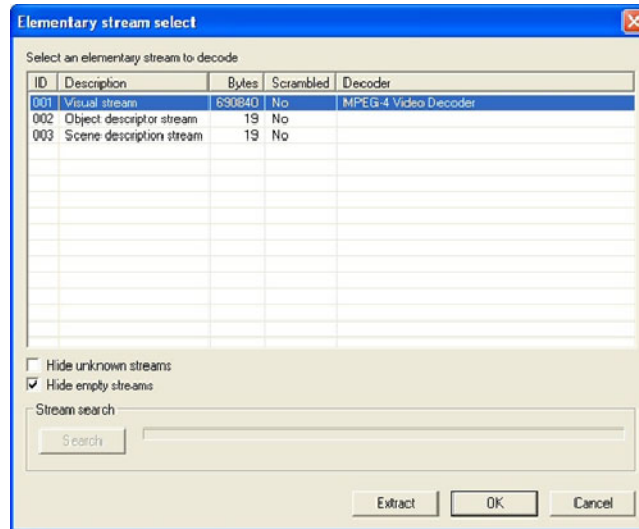 Elementary stream select
Select an elementary stream to decode
ID Description Bytes Scrambled Decoder
001 Visual stream 690840 No MPEG-4 Video Decoder
002 Object descriptor stream 19 No
003 Scene description stream 19 No
Hide unknown streams
Hide empty streams
Stream search
Search
Extract OK Cancel